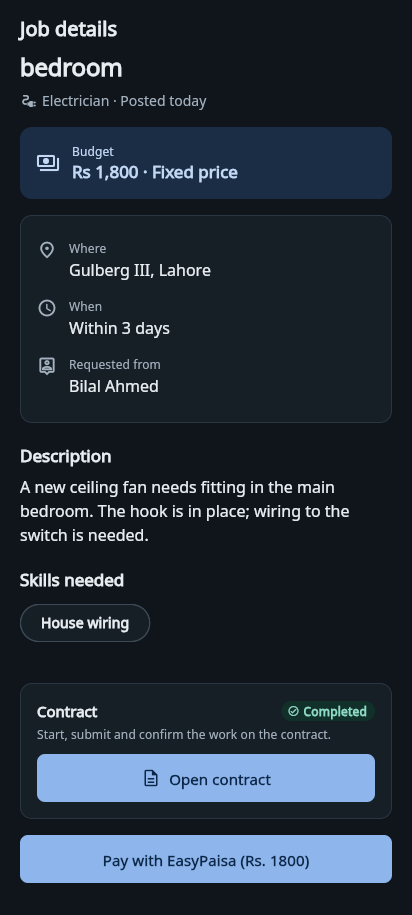 Job details
bedroom
Electrician · Posted today
Budget
Rs 1,800 · Fixed price
Where
Gulberg III, Lahore
When
Within 3 days
Requested from
Bilal Ahmed
Description
A new ceiling fan needs fitting in the main
bedroom. The hook is in place; wiring to the
switch is needed.
Skills needed
House wiring
Contract
Completed
Start, submit and confirm the work on the contract.
Open contract
Pay with EasyPaisa (Rs. 1800)